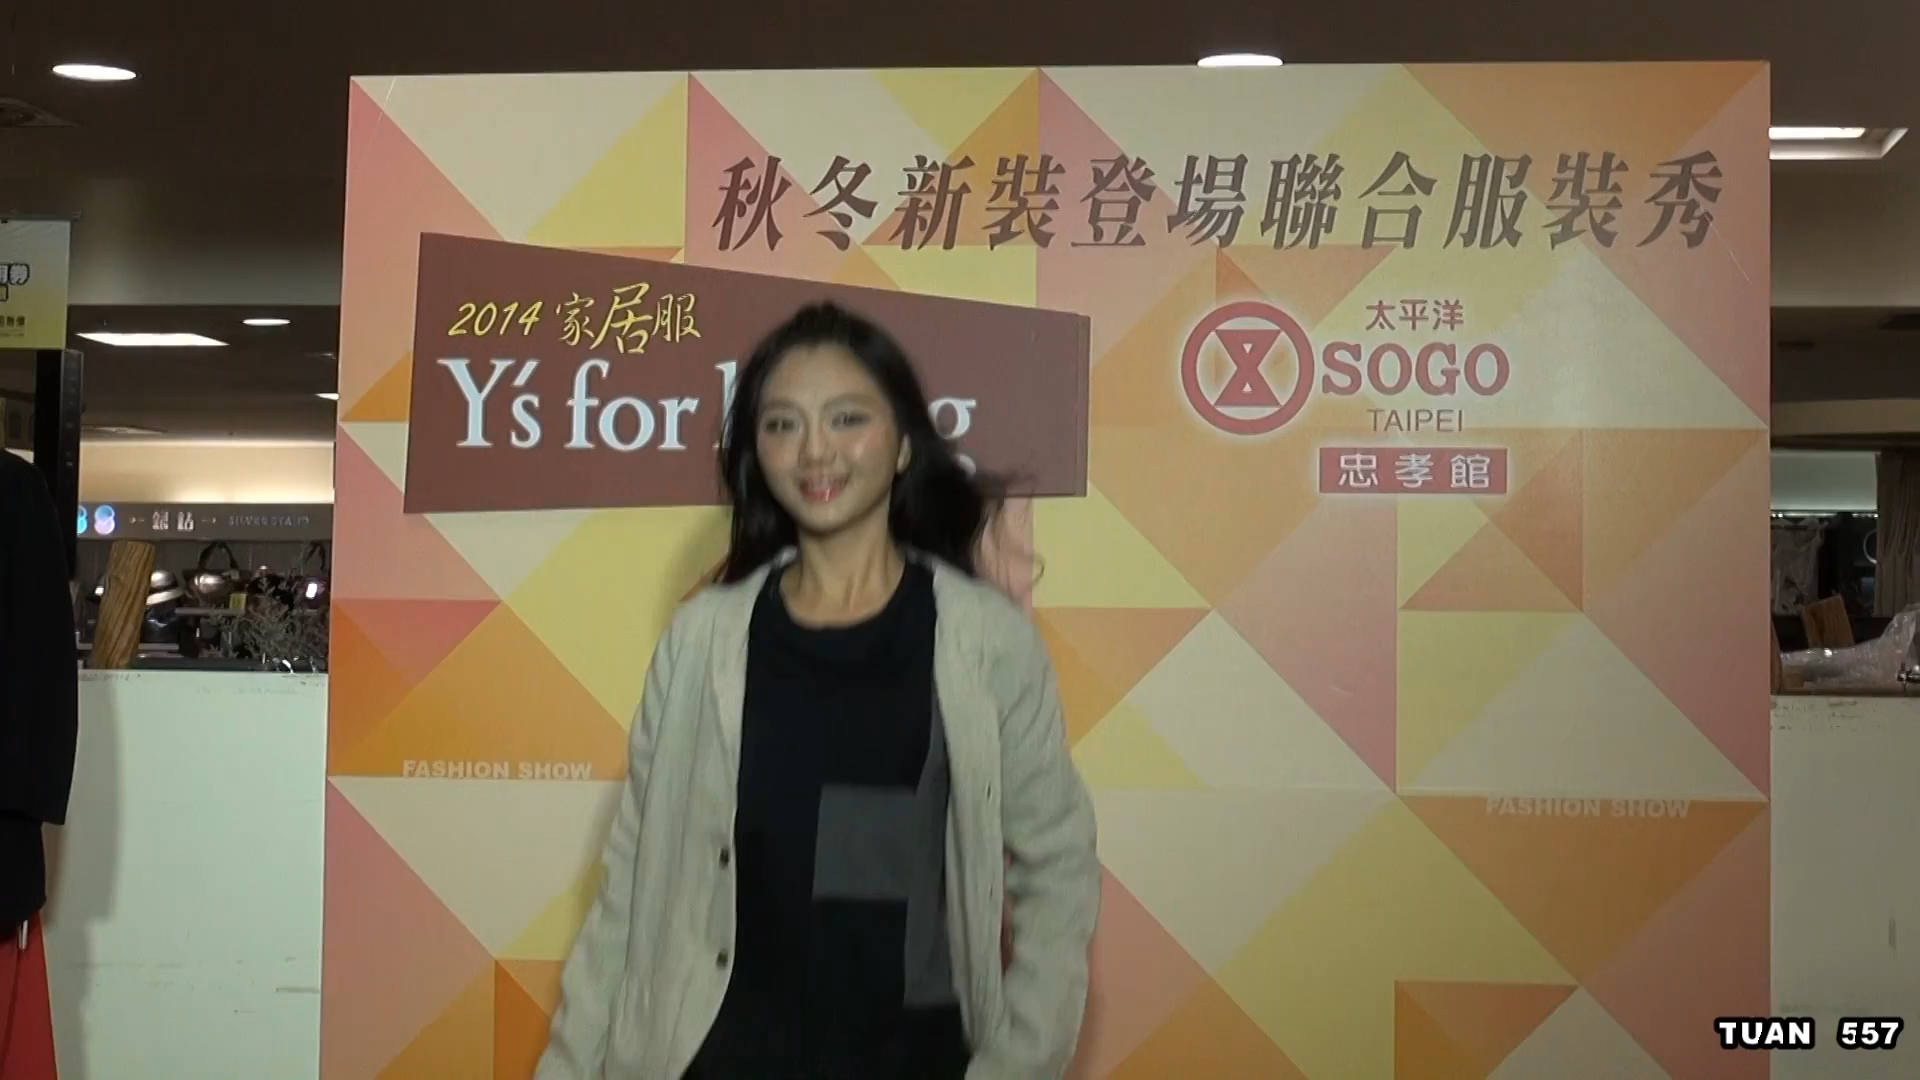 秋冬新裝登場聯合服裝秀
2014 家居服
Y's for
太平洋
SOGO
TAIPEI
忠孝館
FASHION SHOW
FASHION SHOW
TUAN 557